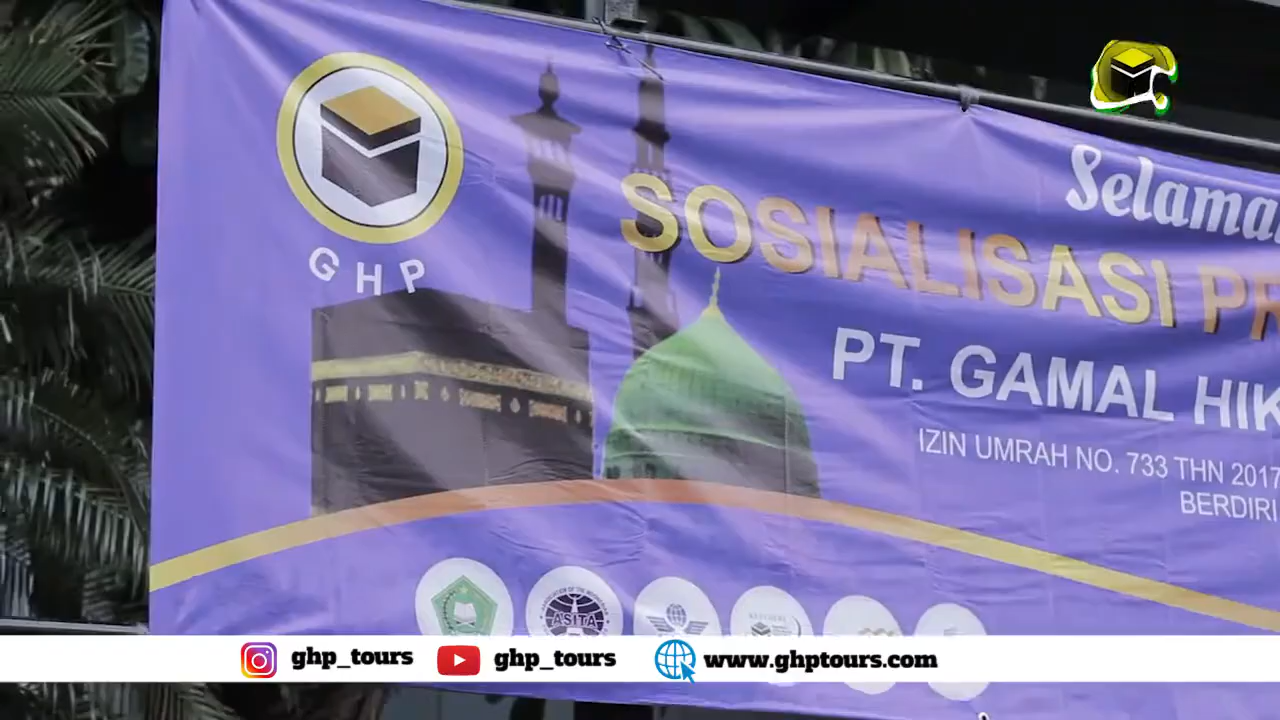 GHP
Selama
SOSIALISASI PR
PT. GAMAL HIK
IZIN UMRAH NO. 733 THN 2017
BERDIRI
ASITA
ghp_tours
ghp_tours
www.ghptours.com